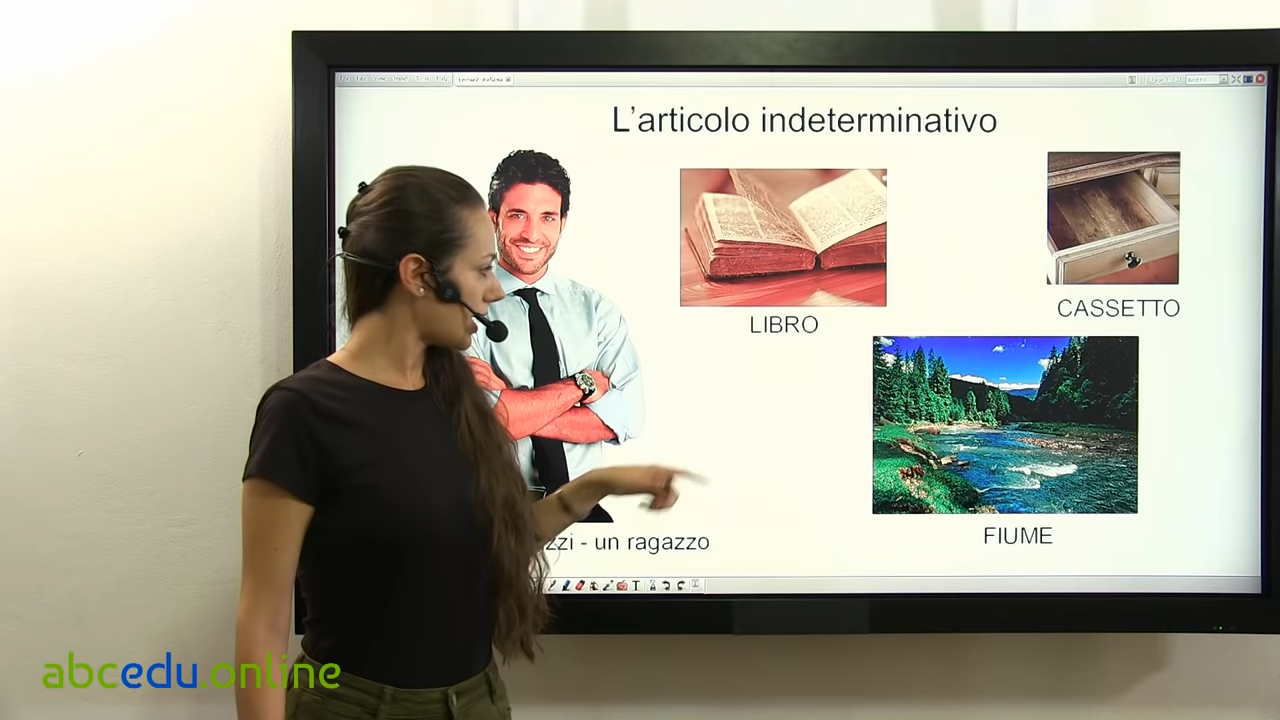 L'articolo indeterminativo
LIBRO
CASSETTO
FIUME
zzi - un ragazzo
abcedu.online